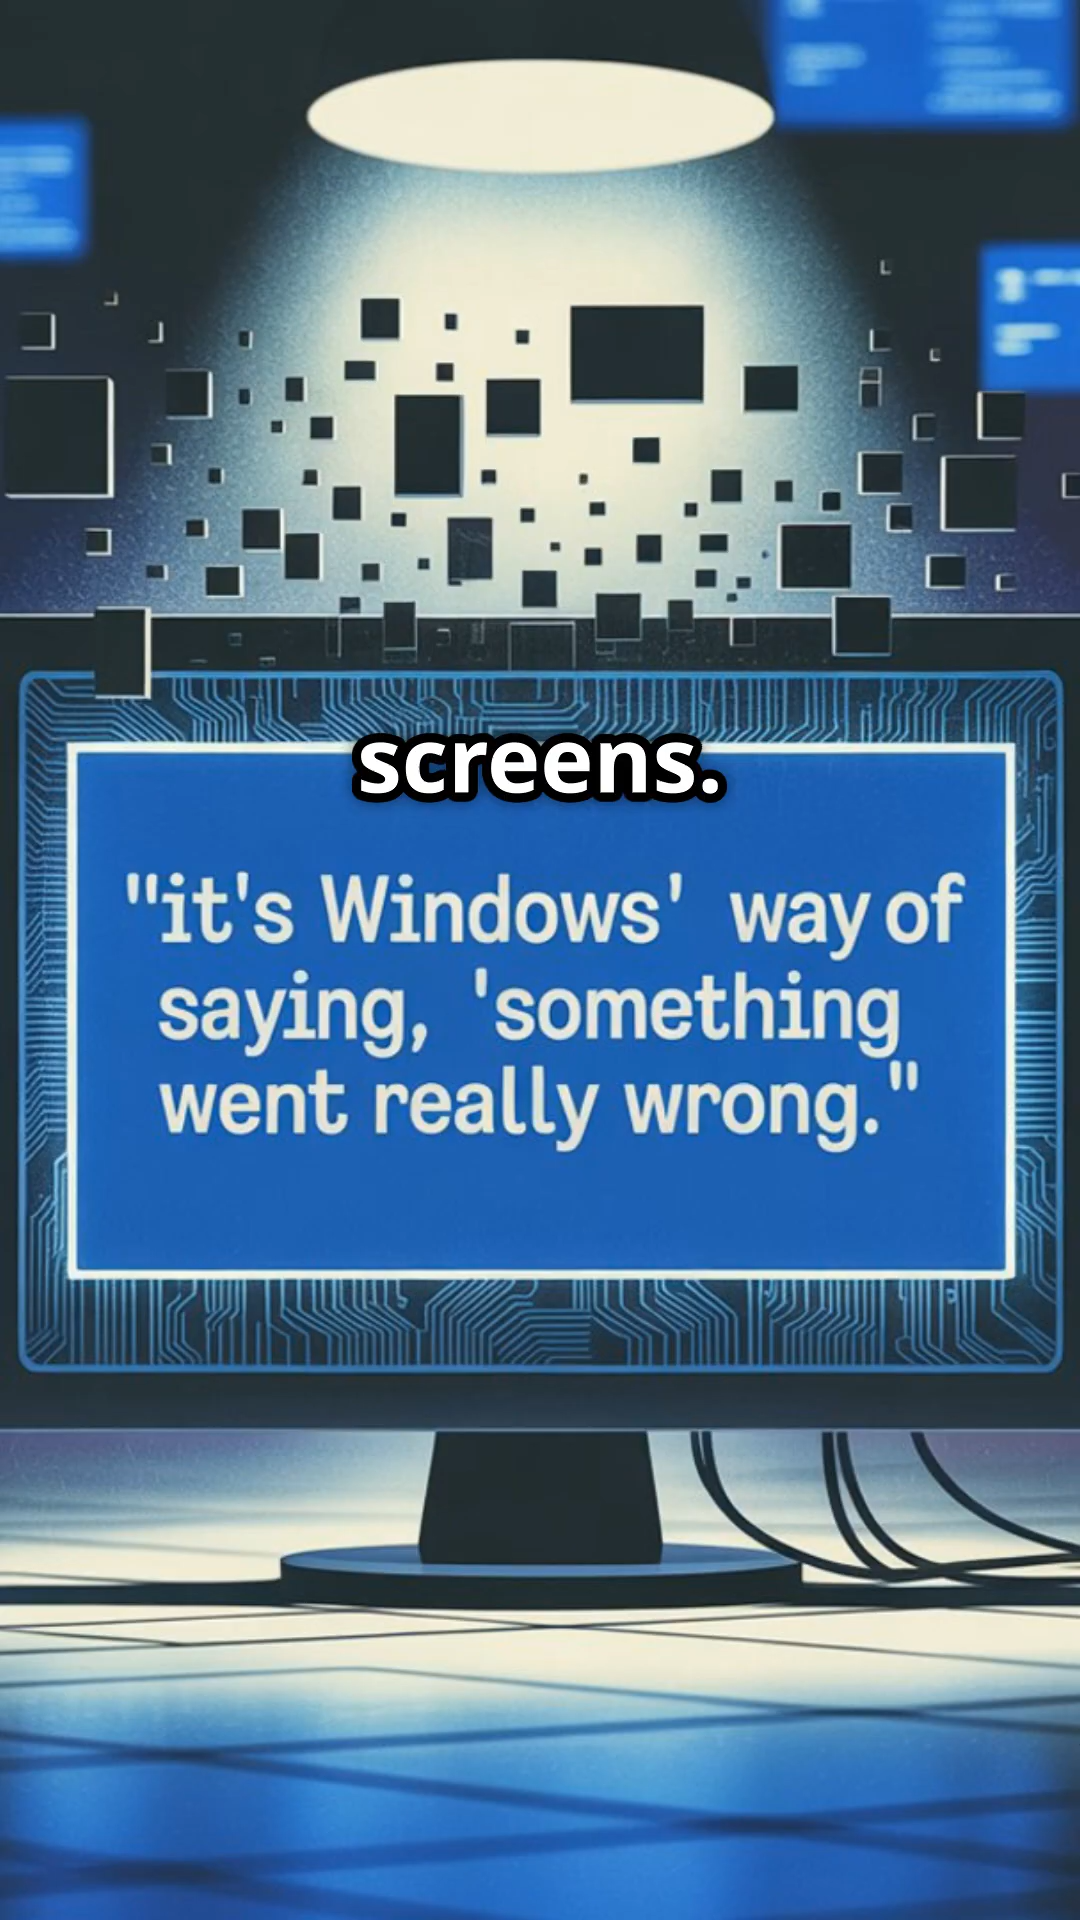 screens.
"it's Windows' way of
saying, 'something
went really wrong."